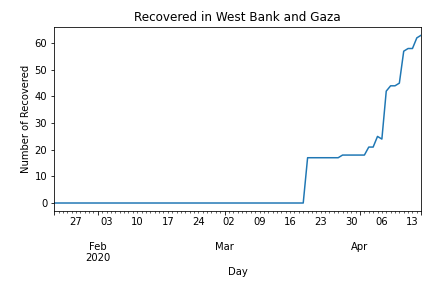 Recovered in West Bank and Gaza
Number of Recovered
60
50
40
30
20
10
0
27 03 10 17 24 02 09 16 23 30 06 13
Feb Mar Apr
2020
Day